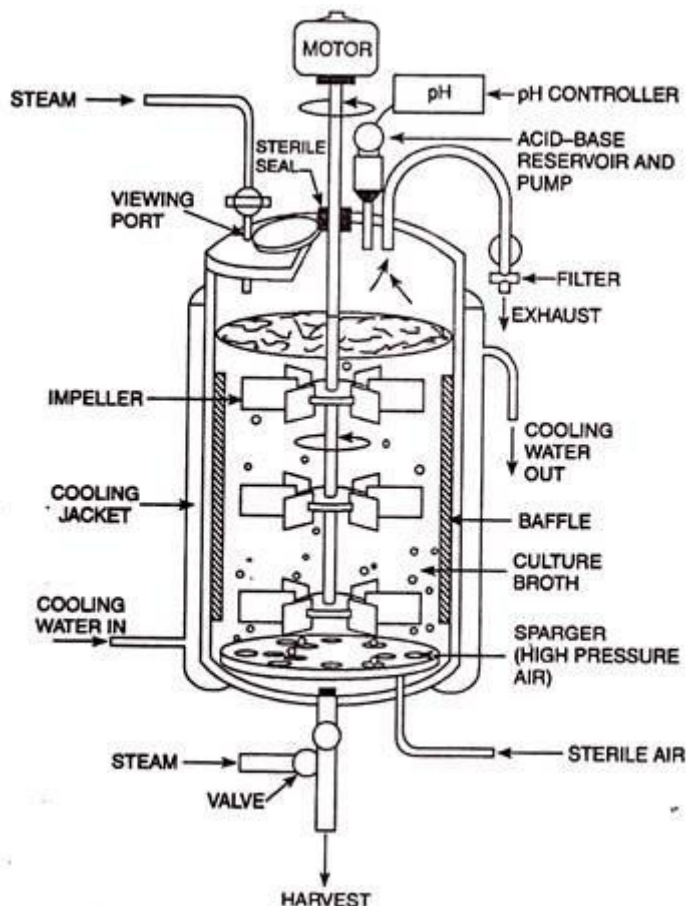 MOTOR
STEAM
pH
pH CONTROLLER
STERILE
SEAL
ACID–BASE
RESERVOIR AND
PUMP
VIEWING
PORT
FILTER
EXHAUST
IMPELLER
COOLING
WATER
OUT
COOLING
JACKET
BAFFLE
CULTURE
BROTH
COOLING
WATER IN
SPARGER
(HIGH PRESSURE
AIR)
STEAM
STERILE AIR
VALVE
HARVEST